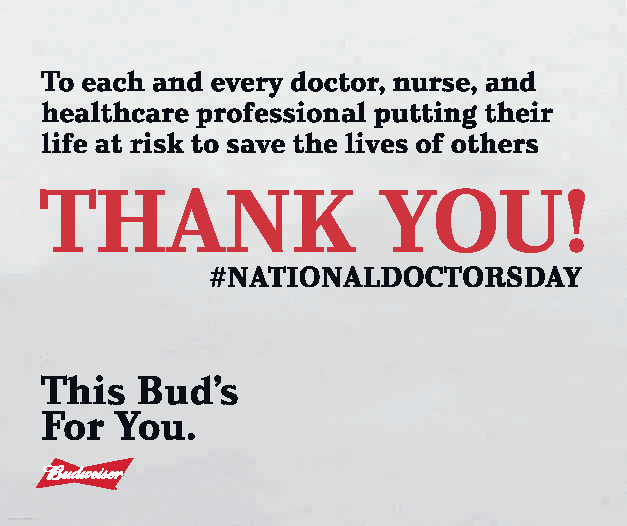 To each and every doctor, nurse, and
healthcare professional putting their
life at risk to save the lives of others
THANK YOU!
#NATIONALDOCTORSDAY
This Bud's
For You.
Budweiser